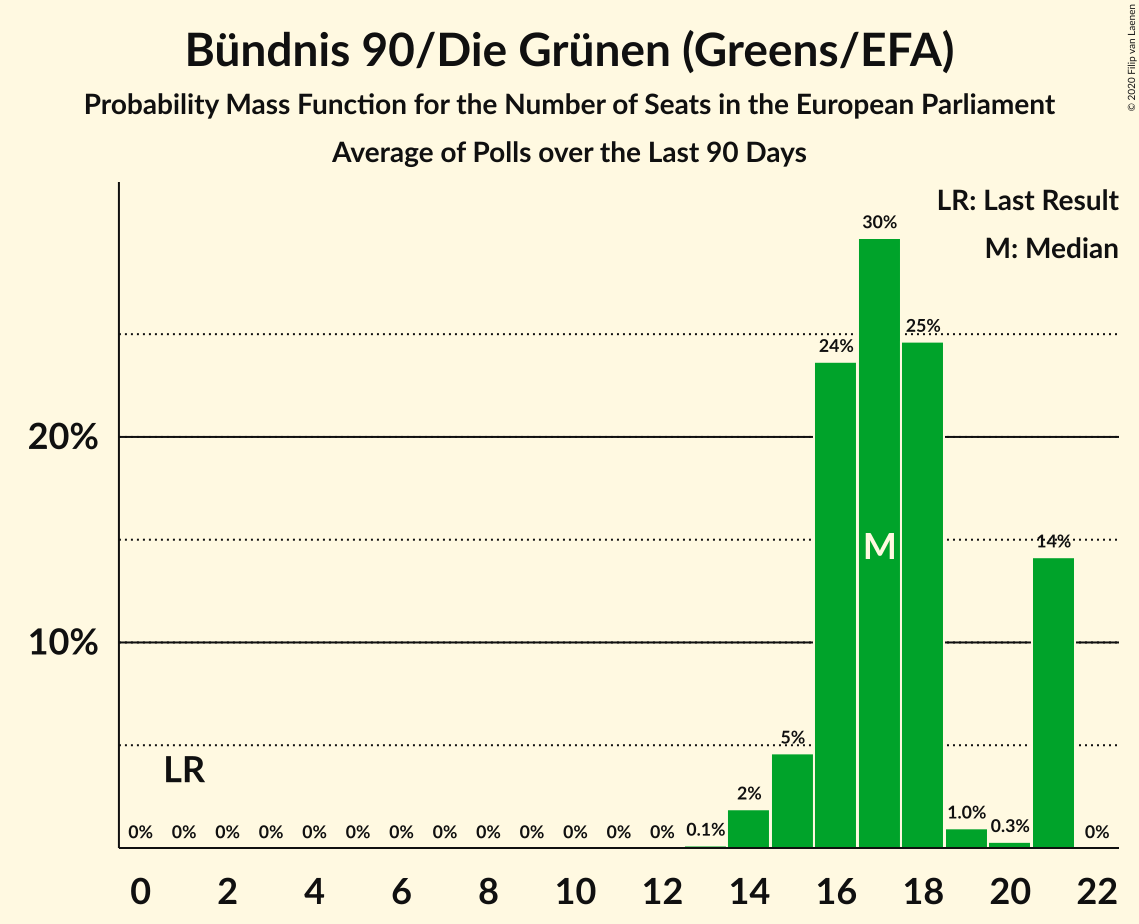 © 2020 Filip van Laenen
Bündnis 90/Die Grünen (Greens/EFA)
Probability Mass Function for the Number of Seats in the European Parliament
Average of Polls over the Last 90 Days
LR: Last Result
M: Median
30%
25%
24%
20%
M
14%
10%
5%
LR
2%
0% 0% 0% 0% 0% 0% 0% 0% 0% 0% 0% 0% 0% 0.1% 1.0% 0.3% 0%
0 2 4 6 8 10 12 14 16 18 20 22